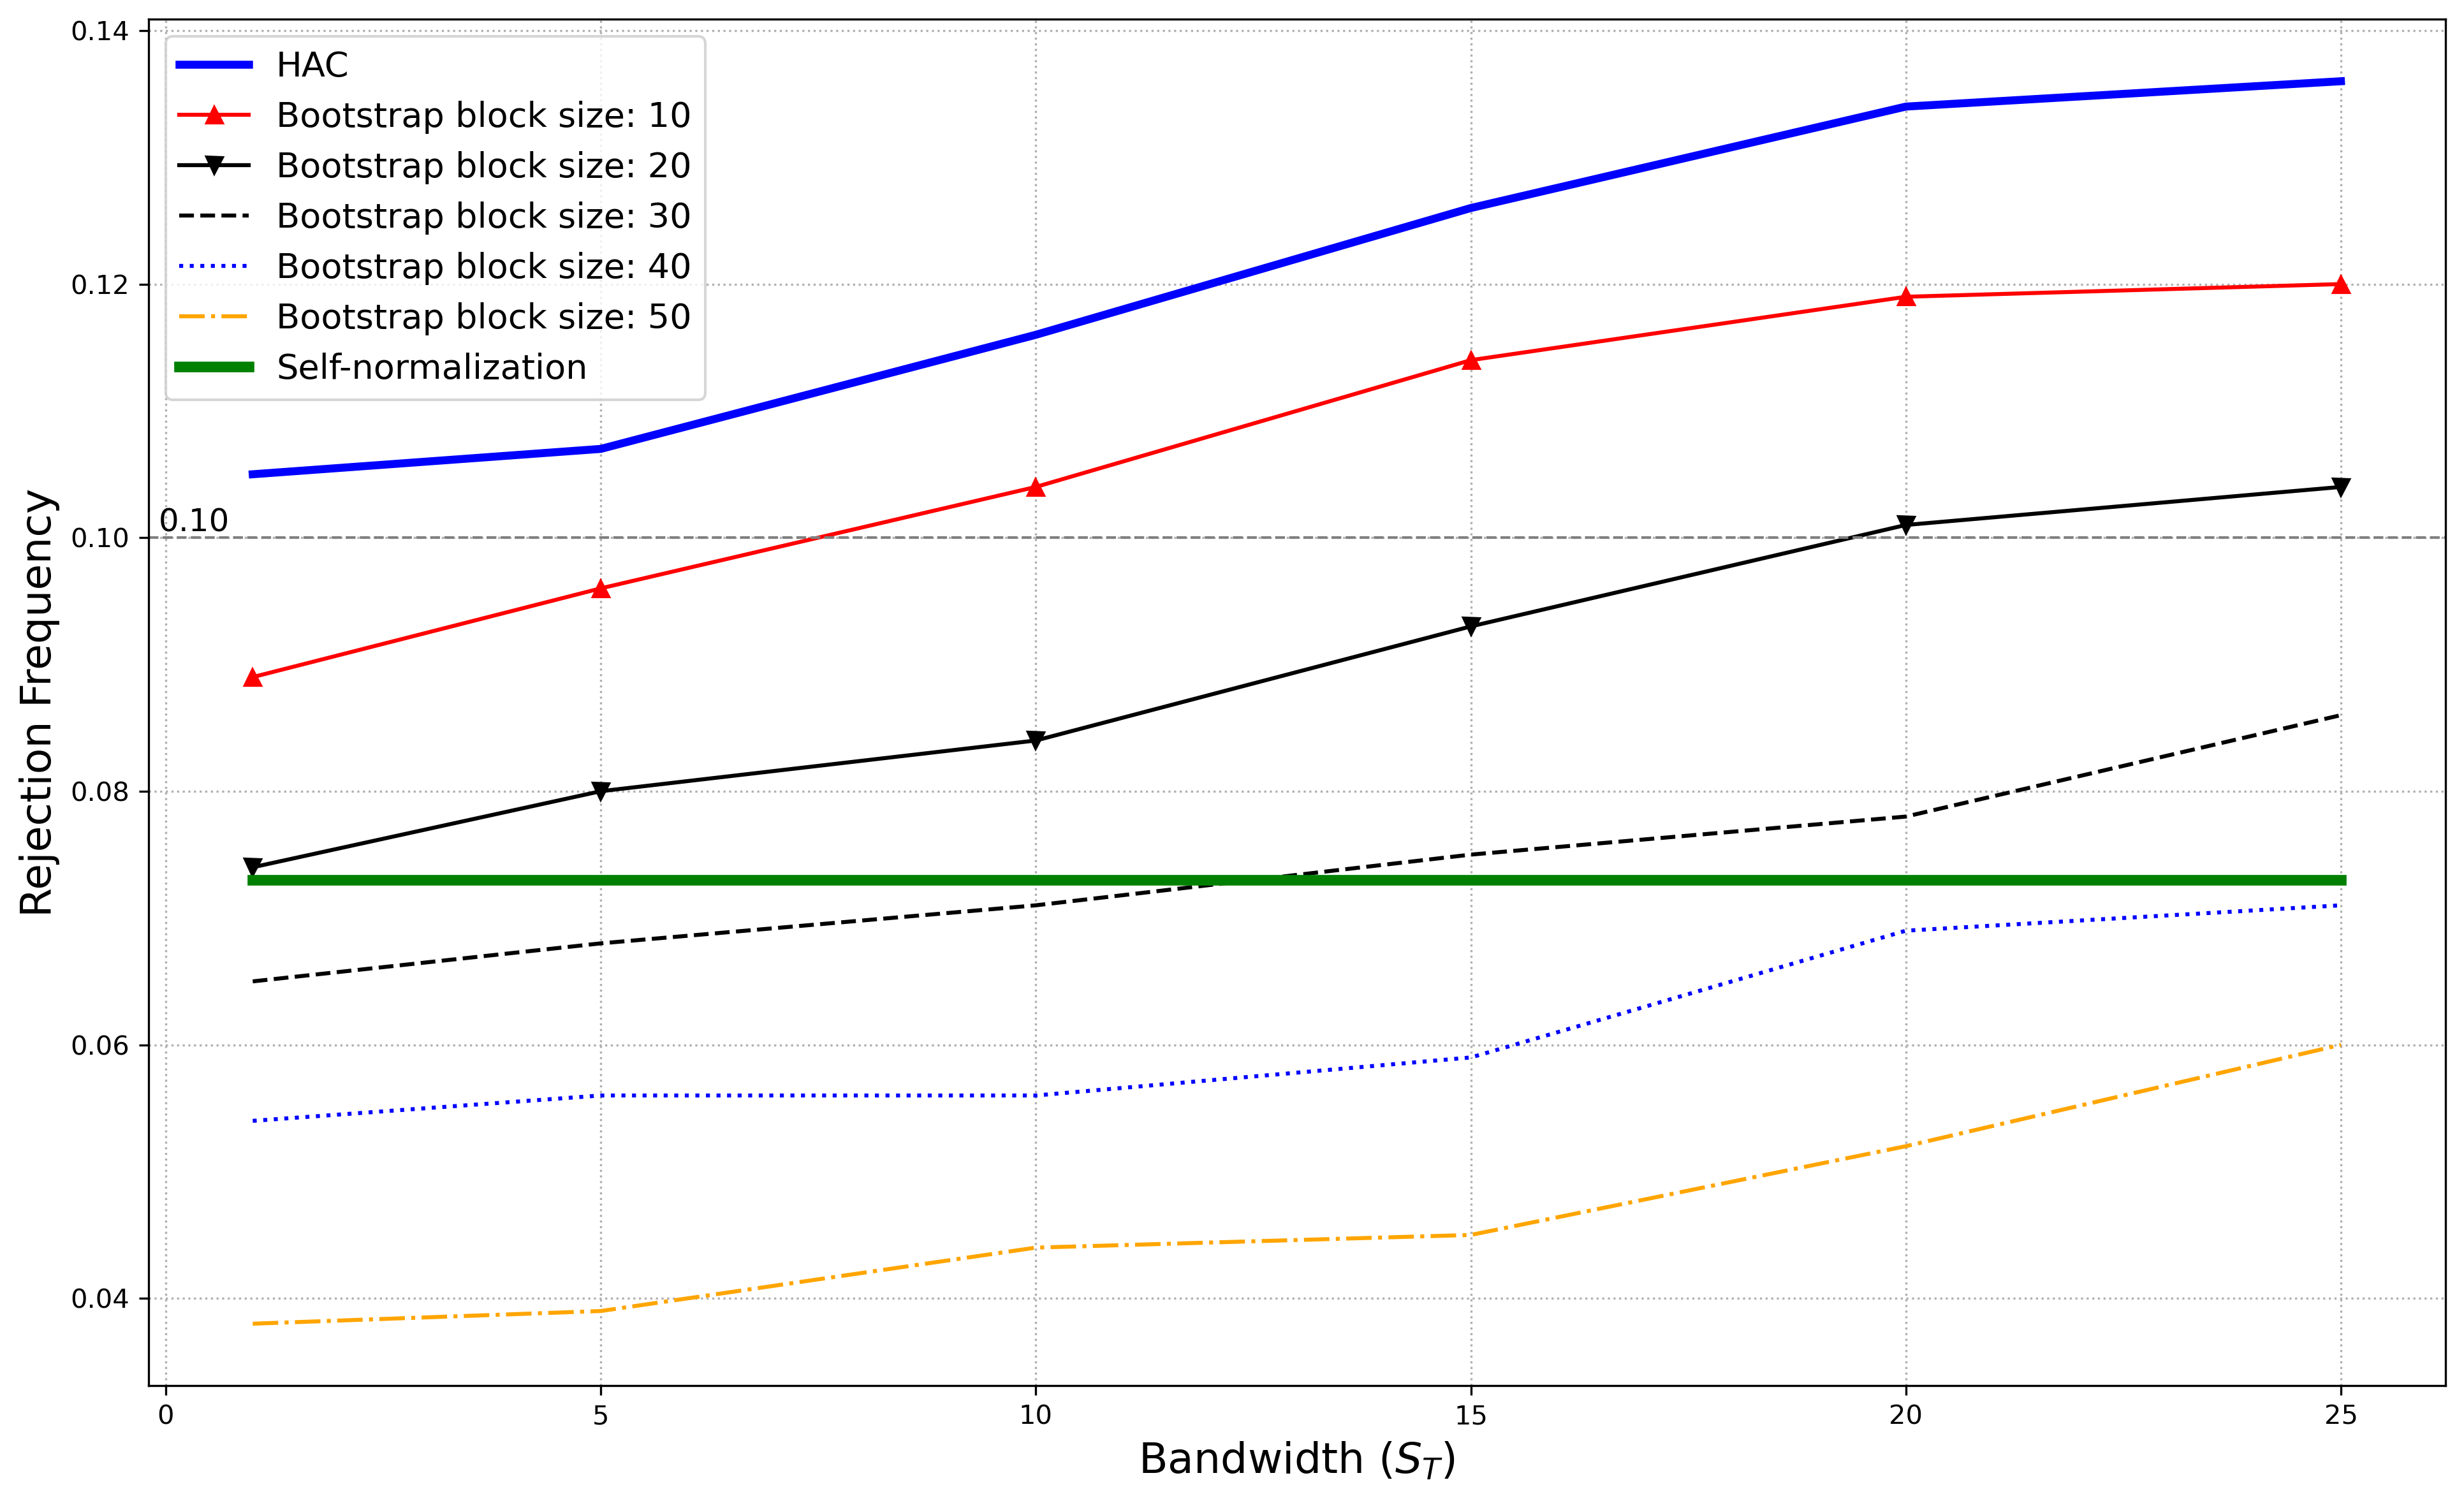 HAC
Bootstrap block size: 10
Bootstrap block size: 20
Bootstrap block size: 30
Bootstrap block size: 40
Bootstrap block size: 50
Self-normalization
0.14
0.12
0.10
0.10
0.08
0.06
0.04
Rejection Frequency
0 5 10 15 20 25
Bandwidth (S_T)